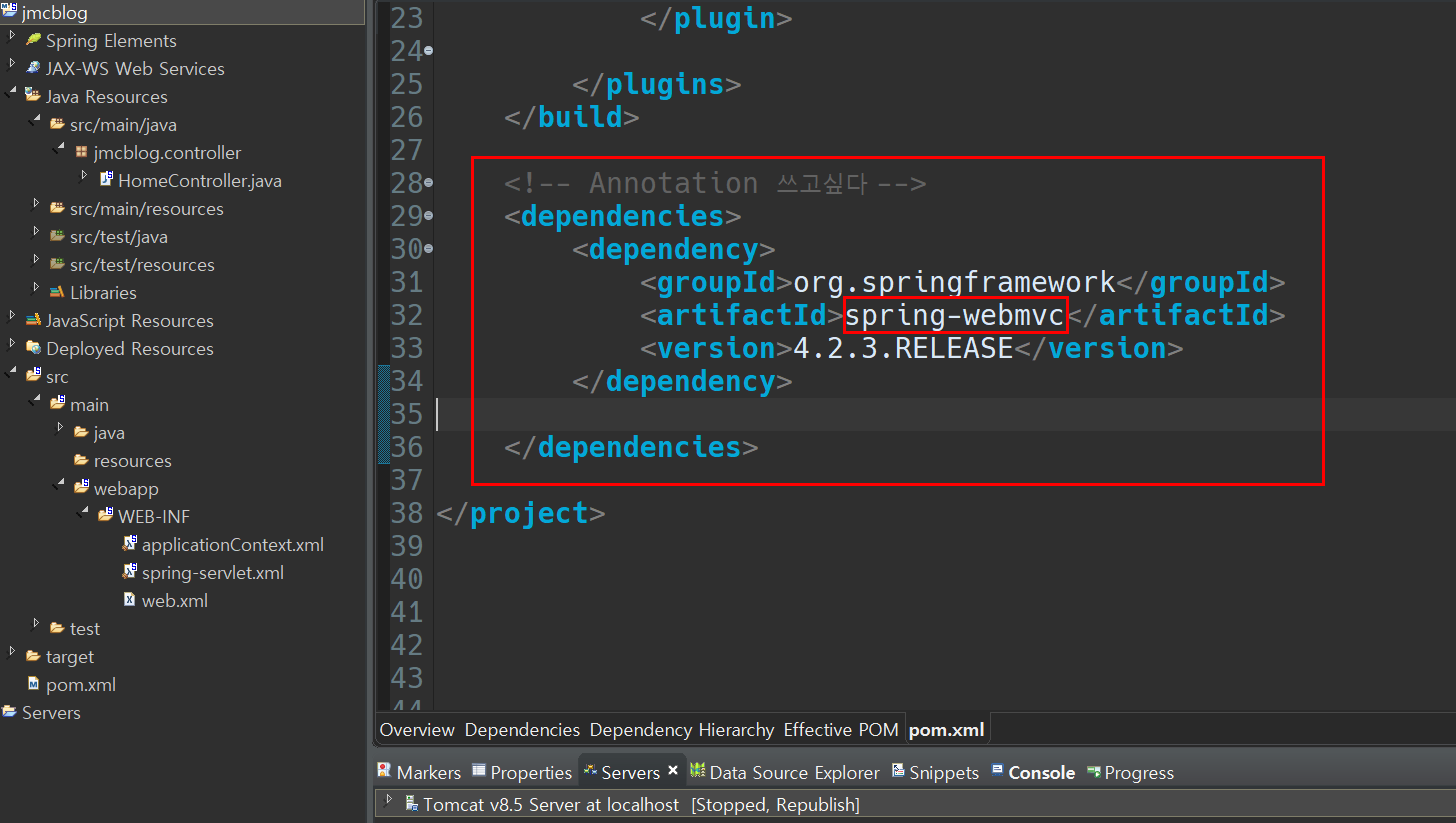 jmcblog
Spring Elements
JAX-WS Web Services
Java Resources
src/main/java
jmcblog.controller
HomeController.java
src/main/resources
src/test/java
src/test/resources
Libraries
JavaScript Resources
Deployed Resources
src
main
java
resources
webapp
WEB-INF
applicationContext.xml
spring-servlet.xml
web.xml
test
target
pom.xml
Servers
23 </plugin>
24
25 </plugins>
26 </build>
27
28 <!-- Annotation 쓰고싶다 -->
29 <dependencies>
30 <dependency>
31 <groupId>org.springframework</groupId>
32 <artifactId>spring-webmvc</artifactId>
33 <version>4.2.3.RELEASE</version>
34 </dependency>
35
36 </dependencies>
37
38 </project>
39
40
41
42
43
44
Overview Dependencies Dependency Hierarchy Effective POM pom.xml
Markers Properties Servers Data Source Explorer Snippets Console Progress
Tomcat v8.5 Server at localhost [Stopped, Republish]